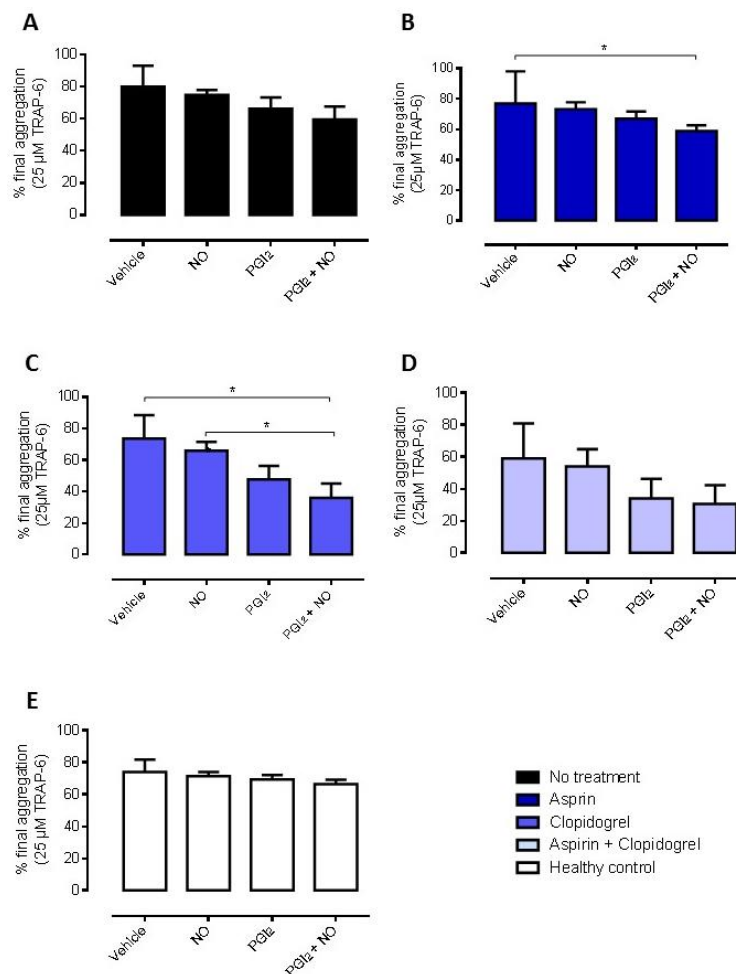 A
% final aggregation
(25 µM TRAP-6)
100
80
60
40
20
0
Vehicle
NO
PGI₂
PGI₂ + NO
B
% final aggregation
(25µM TRAP-6)
100
80
60
40
20
0
*
Vehicle
NO
PGI₂
PGI₂ + NO
C
% final aggregation
(25µM TRAP-6)
100
80
60
40
20
0
*
*
Vehicle
NO
PGI₂
PGI₂ + NO
D
% final aggregation
(25µM TRAP-6)
100
80
60
40
20
0
Vehicle
NO
PGI₂
PGI₂ + NO
E
% final aggregation
(25 µM TRAP-6)
100
80
60
40
20
0
Vehicle
NO
PGI₂
PGI₂ + NO
No treatment
Asprin
Clopidogrel
Aspirin + Clopidogrel
Healthy control